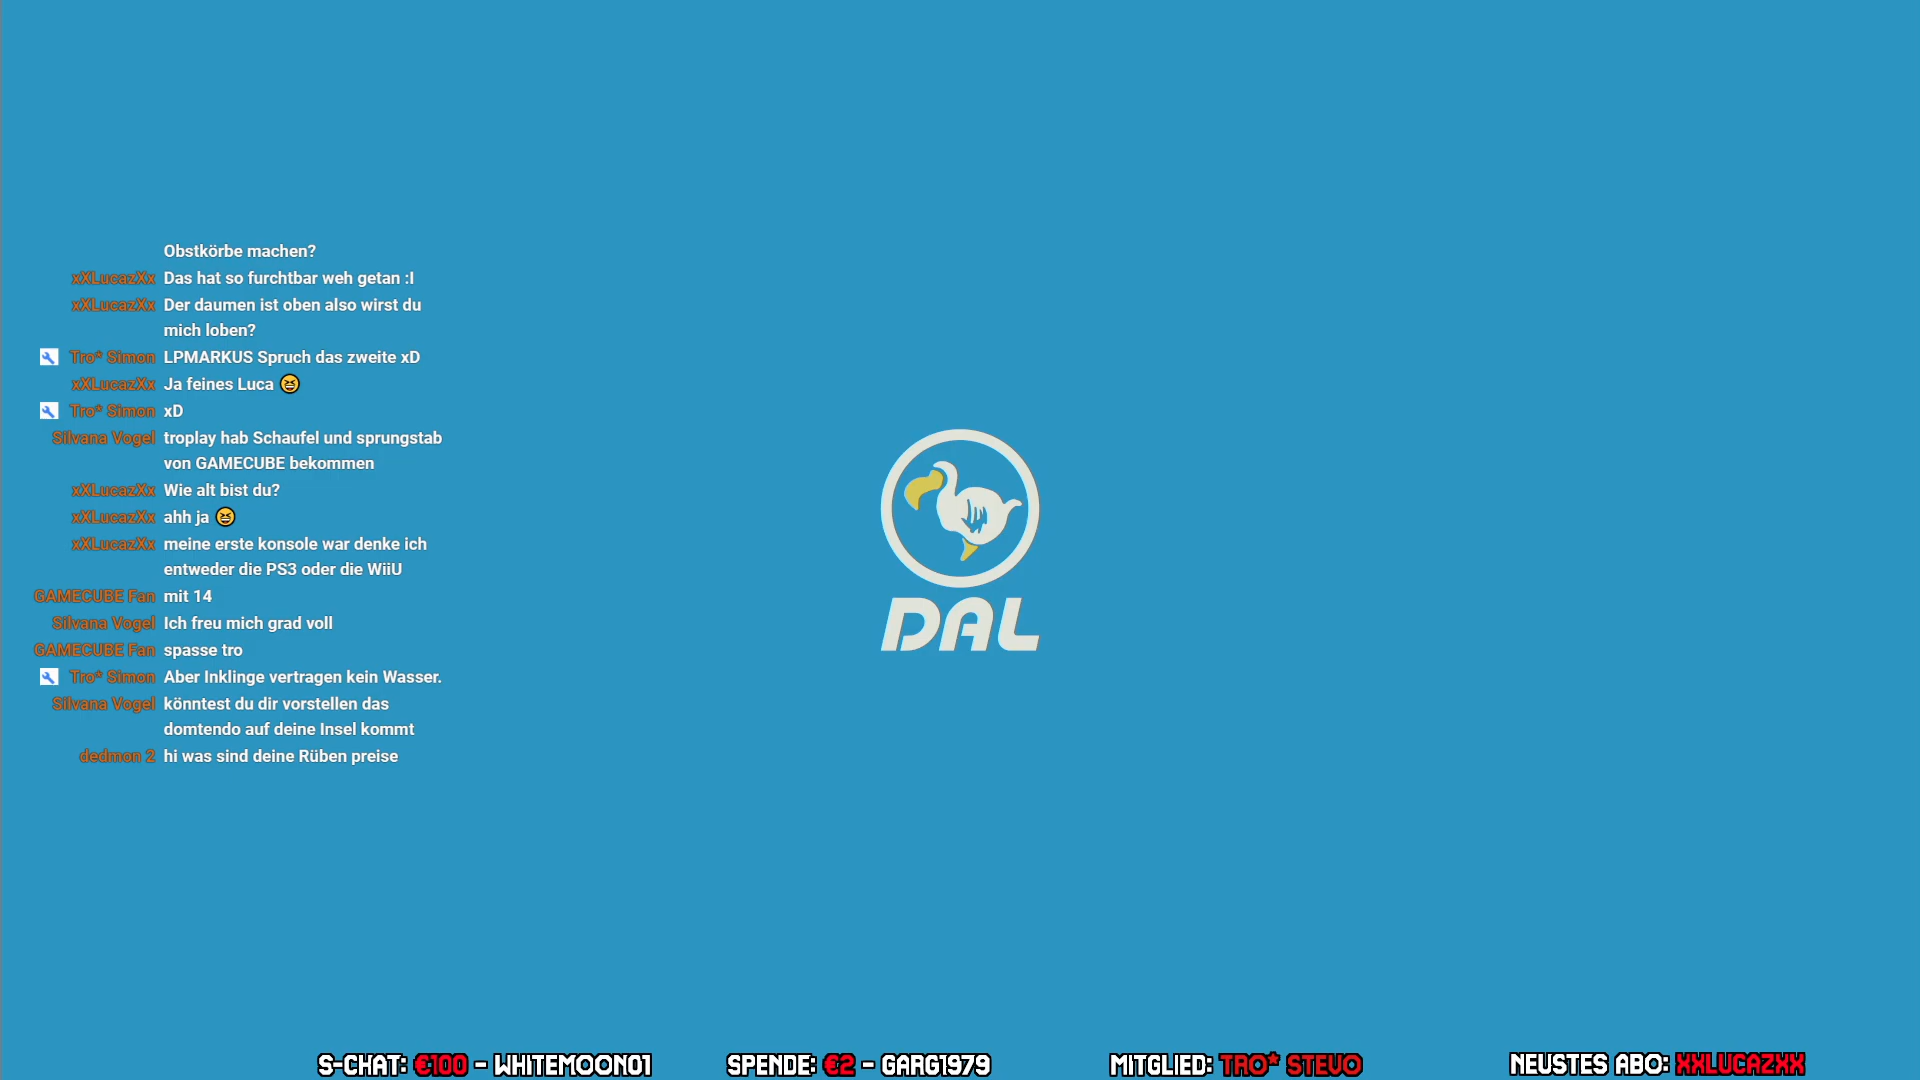 Obstkörbe machen?
xXLucazXx Das hat so furchtbar weh getan :I
xXLucazXx Der daumen ist oben also wirst du
mich loben?
Tro* Simon LPMARKUS Spruch das zweite xD
xXLucazXx Ja feines Luca 😆
Tro* Simon xD
Silvana Vogel troplay hab Schaufel und sprungstab
von GAMECUBE bekommen
xXLucazXx Wie alt bist du?
xXLucazXx ahh ja 😆
xXLucazXx meine erste konsole war denke ich
entweder die PS3 oder die WiiU
GAMECUBE Fan mit 14
Silvana Vogel Ich freu mich grad voll
GAMECUBE Fan spasse tro
Tro* Simon Aber Inklinge vertragen kein Wasser.
Silvana Vogel könntest du dir vorstellen das
domtendo auf deine Insel kommt
dedmon 2 hi was sind deine Rüben preise
DAL
S-CHAT: €100 - WHITEMOON01 SPENDE: €2 - GARG1979 MITGLIED: TRO* STEVO NEUSTES ABO: XXLUCAZXX